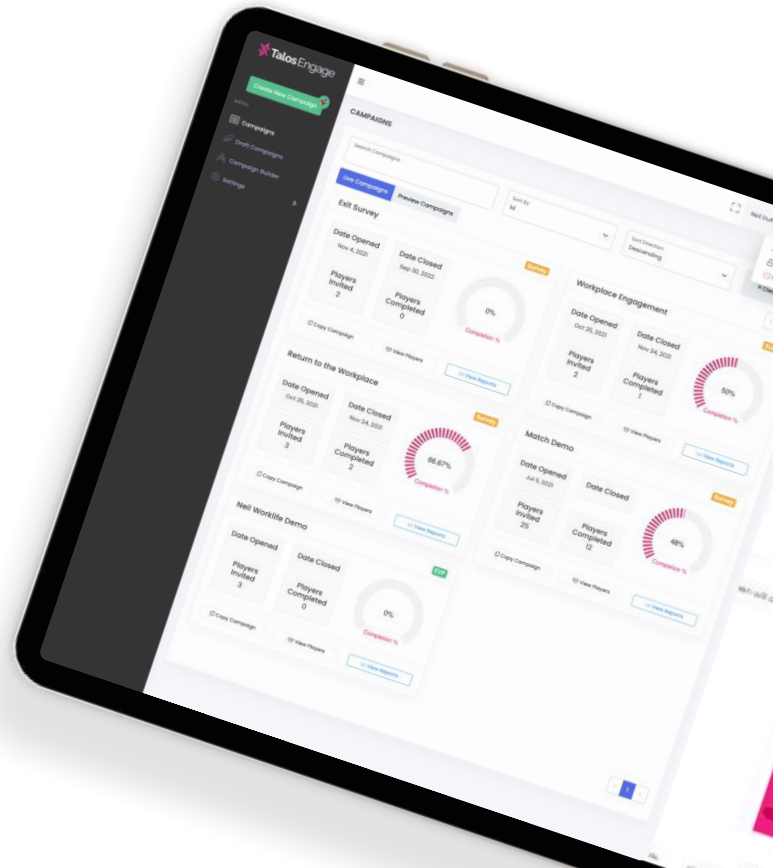 Talos Engage
Create New Campaign
MENU
Campaigns
Draft Campaigns
Campaign Builder
Settings
CAMPAIGNS
Search Campaigns
Sort By
Id
Sort Direction
Descending
Live Campaigns
Preview Campaigns
Exit Survey
Survey
Date Opened
Nov 4, 2021
Date Closed
Sep 30, 2022
Players
Invited
2
Players
Completed
0
0%
Completion %
Copy Campaign
View Players
View Reports
Workplace Engagement
Date Opened
Oct 25, 2021
Date Closed
Nov 24, 2021
Players
Invited
2
Players
Completed
1
50%
Completion %
Copy Campaign
View Players
View Reports
Return to the Workplace
Survey
Date Opened
Oct 25, 2021
Date Closed
Nov 24, 2021
Players
Invited
3
Players
Completed
2
66.67%
Completion %
Copy Campaign
View Players
View Reports
Match Demo
Survey
Date Opened
Jul 5, 2021
Date Closed
Players
Invited
25
Players
Completed
12
48%
Completion %
Copy Campaign
View Players
View Reports
Neil Worklife Demo
EVP
Date Opened
Date Closed
Players
Invited
3
Players
Completed
0
0%
Completion %
Copy Campaign
View Players
View Reports
1